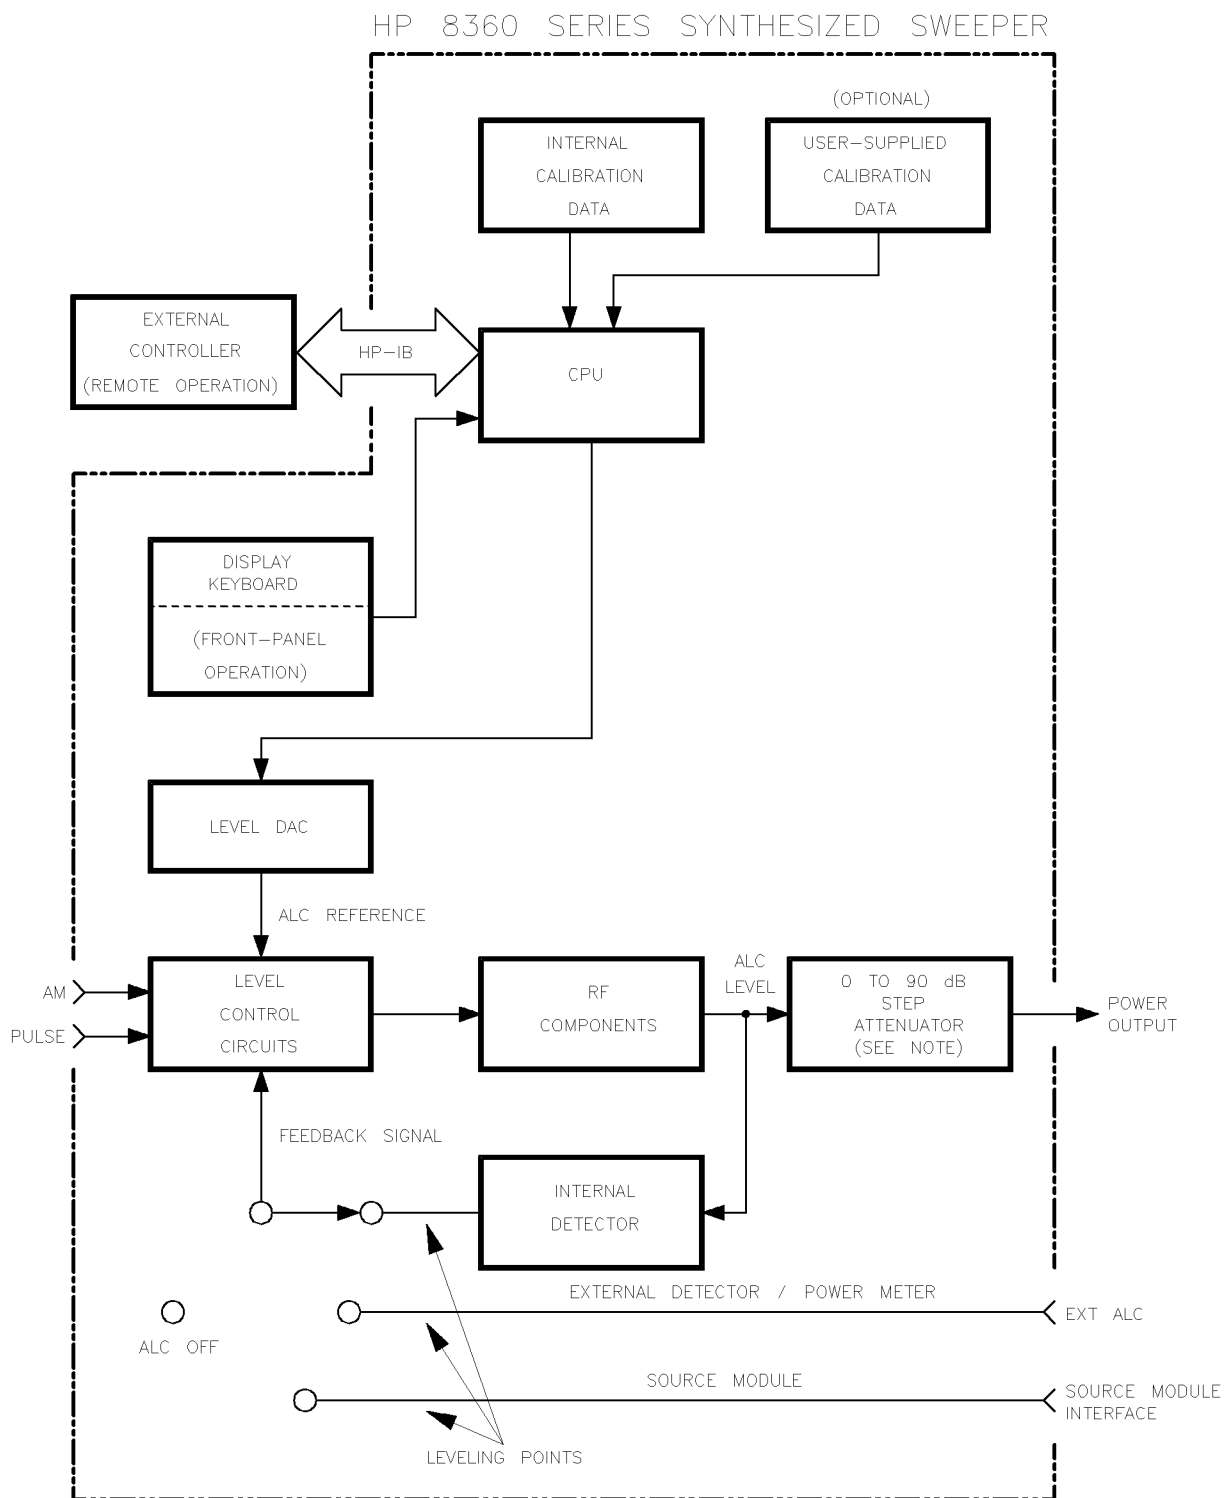 HP 8360 SERIES SYNTHESIZED SWEEPER
(OPTIONAL)
INTERNAL
CALIBRATION
DATA
USER-SUPPLIED
CALIBRATION
DATA
EXTERNAL
CONTROLLER
(REMOTE OPERATION)
HP-IB
CPU
DISPLAY
KEYBOARD
(FRONT-PANEL
OPERATION)
LEVEL DAC
ALC REFERENCE
AM
PULSE
LEVEL
CONTROL
CIRCUITS
RF
COMPONENTS
ALC
LEVEL
0 TO 90 dB
STEP
ATTENUATOR
(SEE NOTE)
POWER
OUTPUT
FEEDBACK SIGNAL
INTERNAL
DETECTOR
EXTERNAL DETECTOR / POWER METER
EXT ALC
ALC OFF
SOURCE MODULE
SOURCE MODULE
INTERFACE
LEVELING POINTS